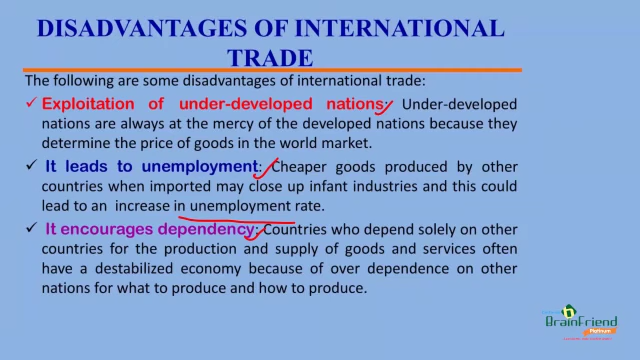 DISADVANTAGES OF INTERNATIONAL
TRADE
The following are some disadvantages of international trade:
✓ Exploitation of under-developed nations: Under-developed
nations are always at the mercy of the developed nations because they
determine the price of goods in the world market.
✓ It leads to unemployment: Cheaper goods produced by other
countries when imported may close up infant industries and this could
lead to an increase in unemployment rate.
✓ It encourages dependency: Countries who depend solely on other
countries for the production and supply of goods and services often
have a destabilized economy because of over dependence on other
nations for what to produce and how to produce.
BrainFriend
Platinum